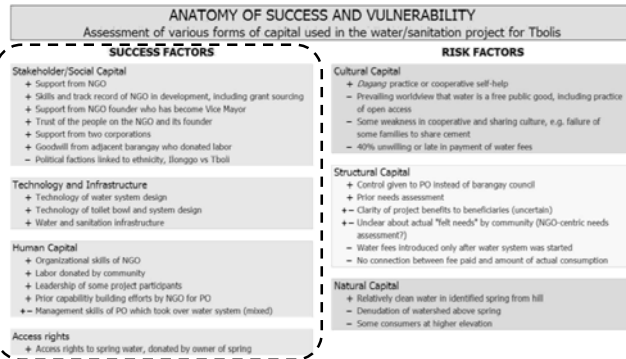 ANATOMY OF SUCCESS AND VULNERABILITY
Assessment of various forms of capital used in the water/sanitation project for Tbolis
SUCCESS FACTORS
Stakeholder/Social Capital
+ Support from NGO
+ Skills and track record of NGO in development, including grant sourcing
+ Support from NGO founder who has become Vice Mayor
+ Trust of the people on the NGO and its founder
+ Support from two corporations
+ Goodwill from adjacent barangay who donated labor
− Political factions linked to ethnicity, Ilonggo vs Tboli
Technology and Infrastructure
+ Technology of water system design
+ Technology of toilet bowl and system design
+ Water and sanitation infrastructure
Human Capital
+ Organizational skills of NGO
+ Labor donated by community
+ Leadership of some project participants
+ Prior capabilitiy building efforts by NGO for PO
+− Management skills of PO which took over water system (mixed)
Access rights
+ Access rights to spring water, donated by owner of spring
RISK FACTORS
Cultural Capital
+ Dagang practice or cooperative self-help
− Prevailing worldview that water is a free public good, including practice
of open access
− Some weakness in cooperative and sharing culture, e.g. failure of
some families to share cement
− 40% unwilling or late in payment of water fees
Structural Capital
+ Control given to PO instead of barangay council
+ Prior needs assessment
+− Clarity of project benefits to beneficiaries (uncertain)
+− Unclear about actual "felt needs" by community (NGO-centric needs
assessment?)
− Water fees introduced only after water system was started
− No connection between fee paid and amount of actual consumption
Natural Capital
+ Relatively clean water in identified spring from hill
− Denudation of watershed above spring
− Some consumers at higher elevation